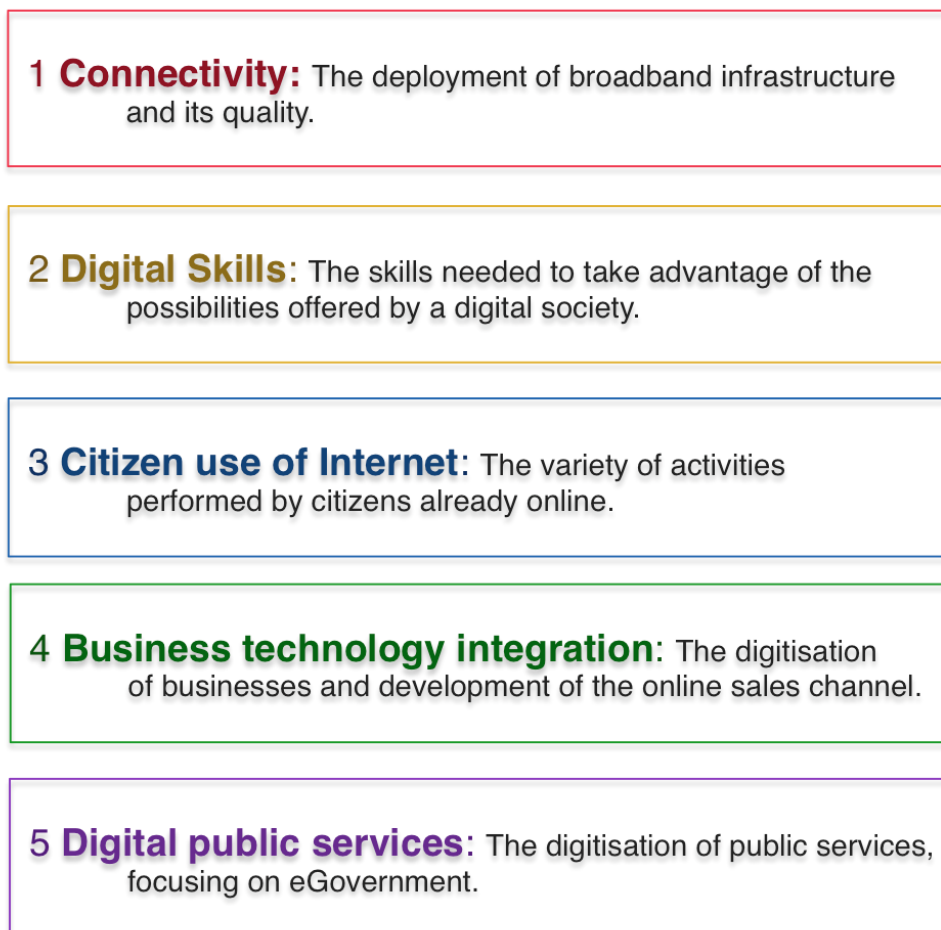 1 Connectivity: The deployment of broadband infrastructure
and its quality.
2 Digital Skills: The skills needed to take advantage of the
possibilities offered by a digital society.
3 Citizen use of Internet: The variety of activities
performed by citizens already online.
4 Business technology integration: The digitisation
of businesses and development of the online sales channel.
5 Digital public services: The digitisation of public services,
focusing on eGovernment.